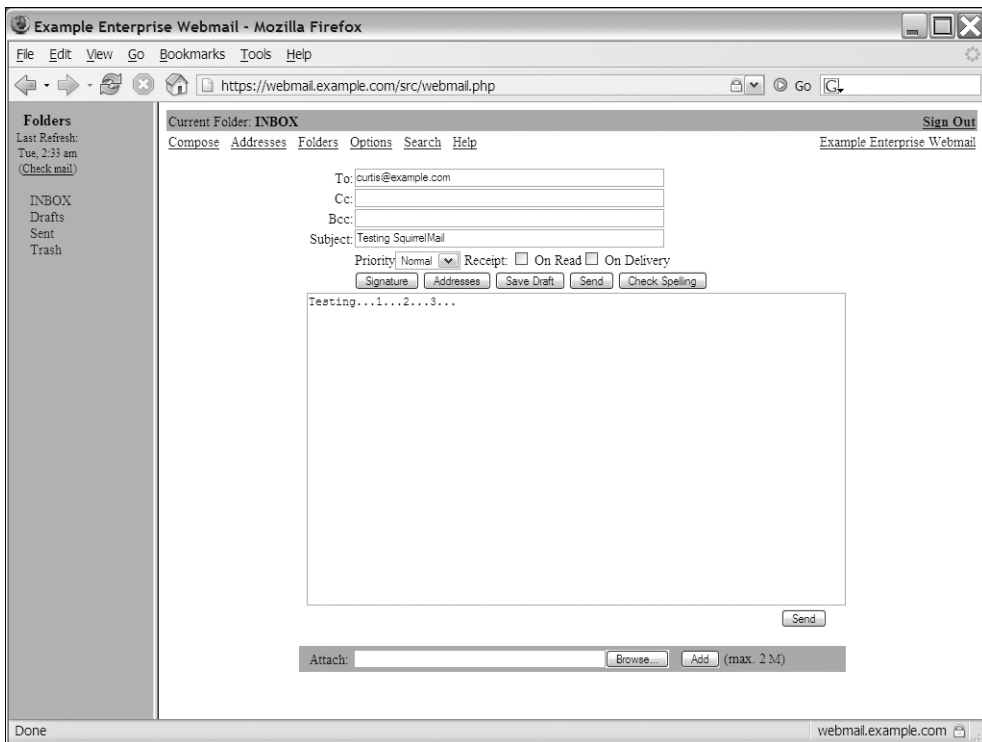 Example Enterprise Webmail - Mozilla Firefox
File Edit View Go Bookmarks Tools Help
https://webmail.example.com/src/webmail.php Go G
Folders
Last Refresh:
Tue, 2:33 am
(Check mail)
INBOX
Drafts
Sent
Trash
Current Folder: INBOX Sign Out
Compose Addresses Folders Options Search Help Example Enterprise Webmail
To: curtis@example.com
Cc:
Bcc:
Subject: Testing SquirrelMail
Priority Normal Receipt: On Read On Delivery
Signature Addresses Save Draft Send Check Spelling
Testing...1...2...3...
Send
Attach: Browse... Add (max. 2 M)
Done webmail.example.com